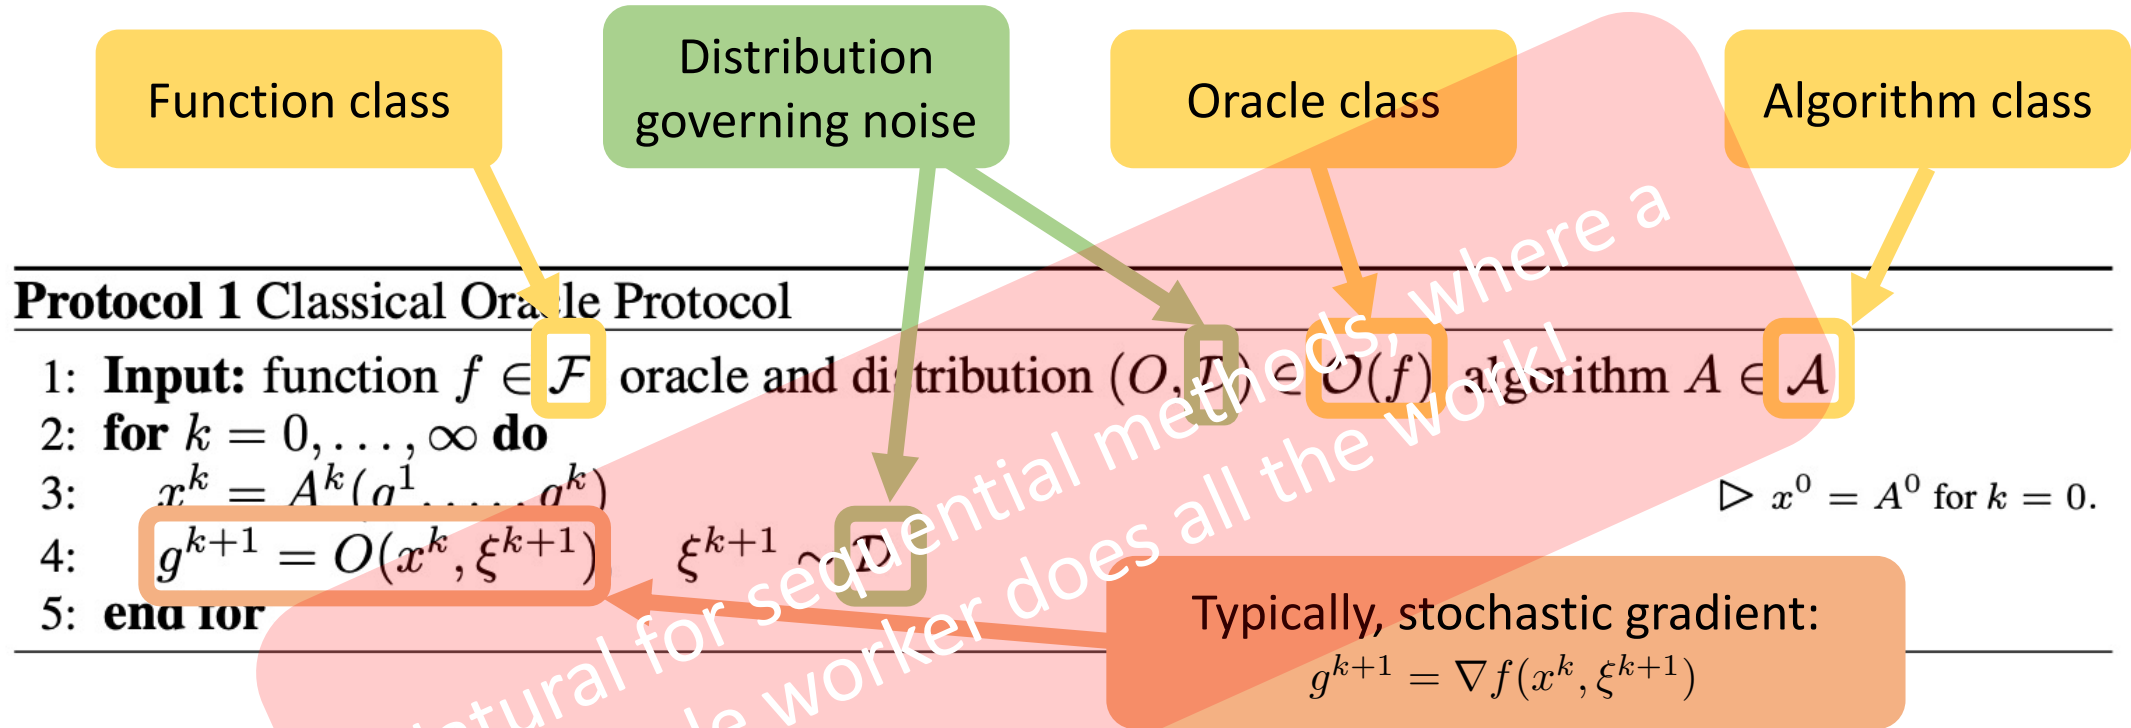 Function class
Distribution
governing noise
Oracle class
Algorithm class
Protocol 1 Classical Oracle Protocol
1: Input: function f ∈ 𝓕 oracle and distribution (O, 𝓓) ∈ 𝒪(f) algorithm A ∈ 𝓐
2: for k = 0, . . . , ∞ do
3: x^k = A^k(g^1, . . . , g^k)
▷ x^0 = A^0 for k = 0.
4: g^{k+1} = O(x^k, ξ^{k+1}) ξ^{k+1} ∼ 𝓓
5: end for
Typically, stochastic gradient:
g^{k+1} = ∇f(x^k, ξ^{k+1})
for sequential methods, where a
worker does all the work!